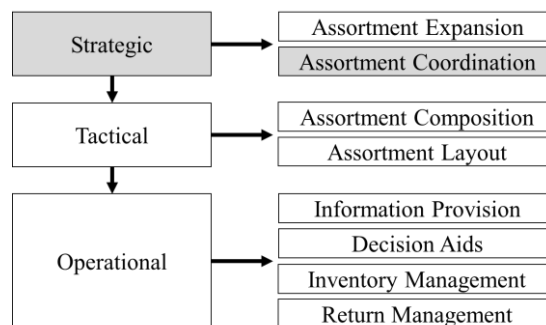 Strategic
Assortment Expansion
Assortment Coordination
Tactical
Assortment Composition
Assortment Layout
Operational
Information Provision
Decision Aids
Inventory Management
Return Management